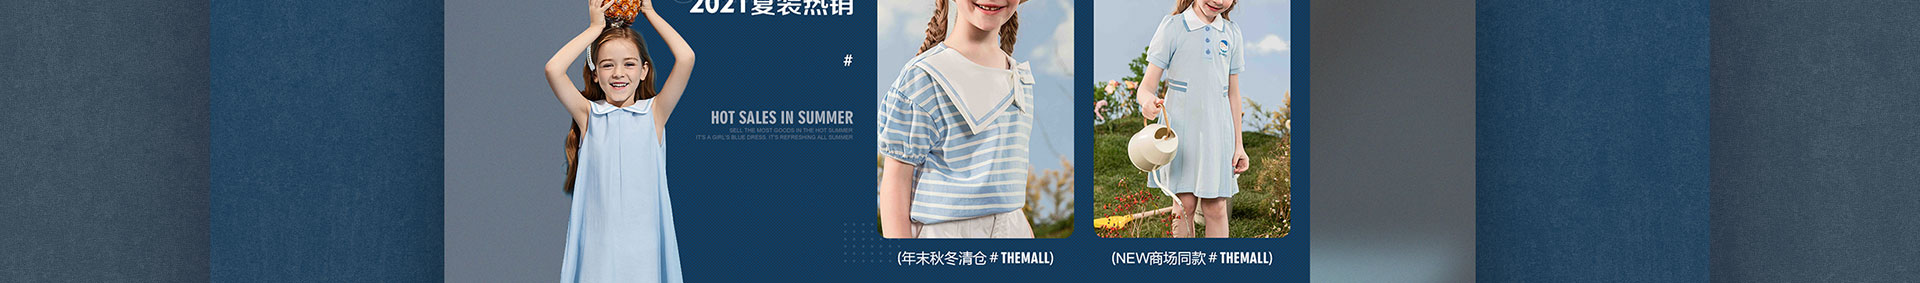 2021夏装热销
#
HOT SALES IN SUMMER
SELL THE MOST GOODS IN THE HOT SUMMER
IT'S A GIRL'S BLUE DRESS. IT'S REFRESHING ALL SUMMER
(年末秋冬清仓 # THEMALL)
(NEW商场同款 # THEMALL)